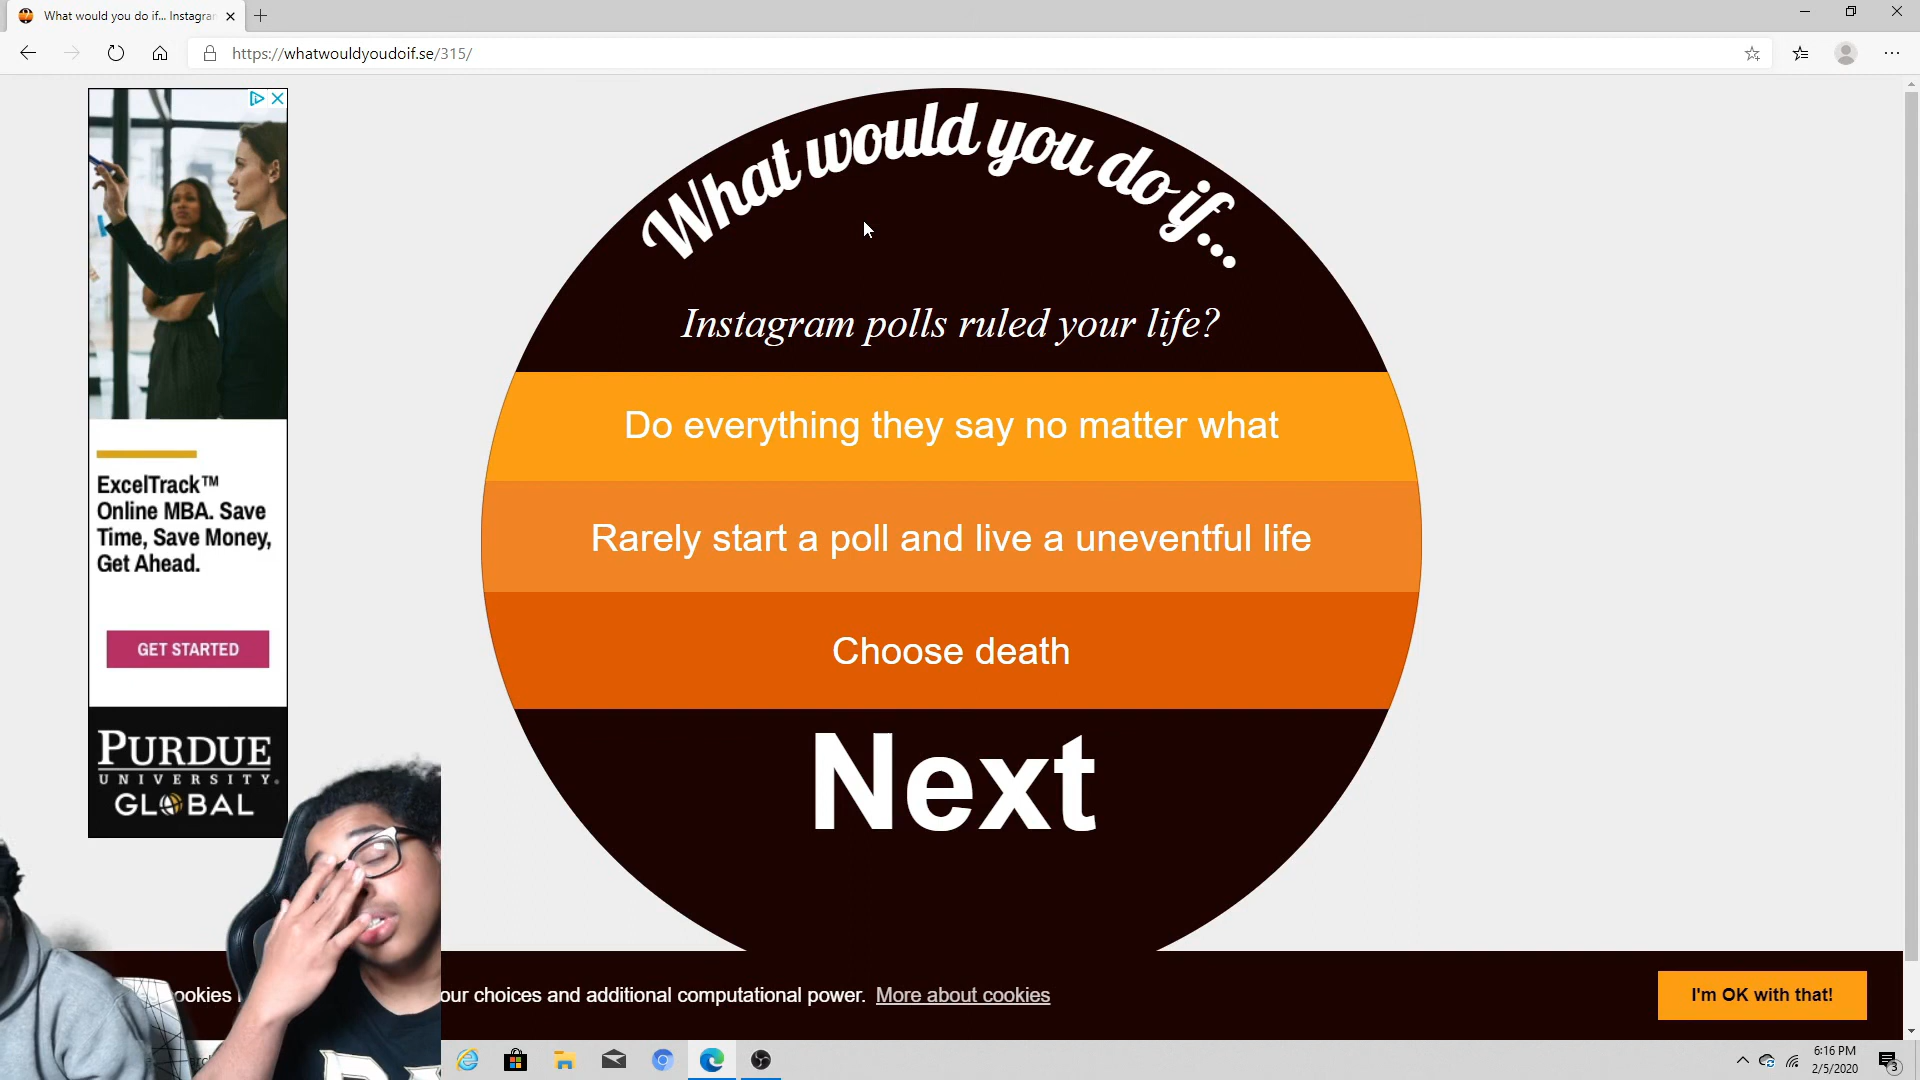 What would you do if... Instagram
https://whatwouldyoudoif.se/315/
What would you do if...
Instagram polls ruled your life?
Do everything they say no matter what
Rarely start a poll and live a uneventful life
Choose death
Next
ExcelTrack™
Online MBA. Save
Time, Save Money,
Get Ahead.
GET STARTED
PURDUE
UNIVERSITY
GLOBAL
ookies
our choices and additional computational power. More about cookies
I'm OK with that!
6:16 PM
2/5/2020
3